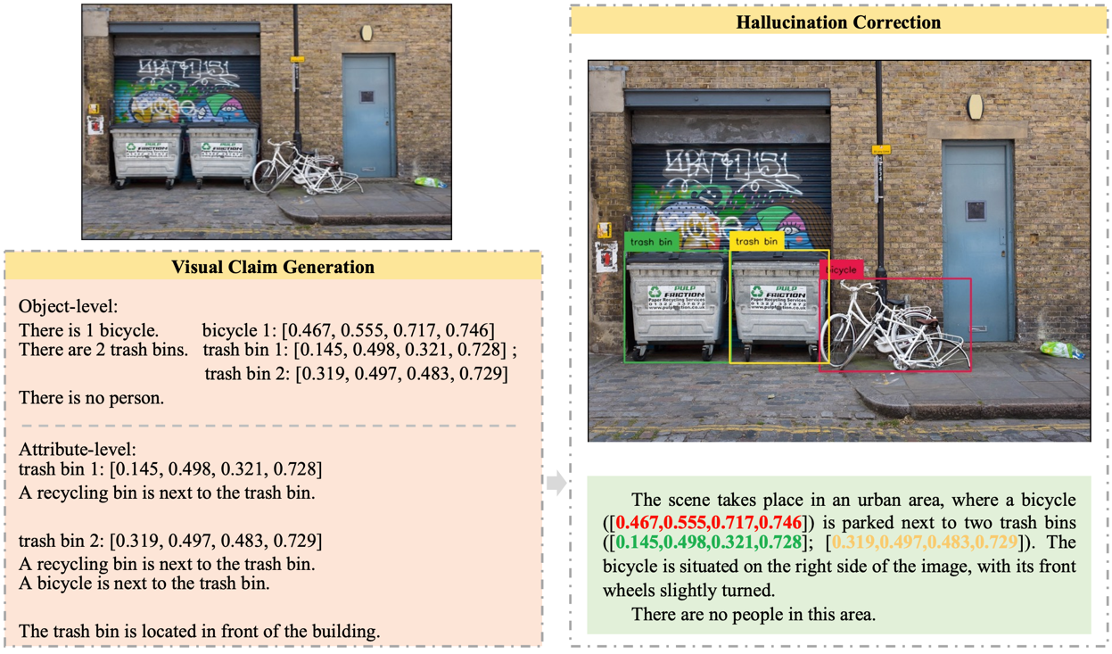 Visual Claim Generation
Object-level:
There is 1 bicycle. bicycle 1: [0.467, 0.555, 0.717, 0.746]
There are 2 trash bins. trash bin 1: [0.145, 0.498, 0.321, 0.728] ;
trash bin 2: [0.319, 0.497, 0.483, 0.729]
There is no person.
Attribute-level:
trash bin 1: [0.145, 0.498, 0.321, 0.728]
A recycling bin is next to the trash bin.
trash bin 2: [0.319, 0.497, 0.483, 0.729]
A recycling bin is next to the trash bin.
A bicycle is next to the trash bin.
The trash bin is located in front of the building.
Hallucination Correction
trash bin
trash bin
bicycle
PULP
FRICTION
Paper Recycling Services
PULP
FRICTION
Paper Recycling Services
The scene takes place in an urban area, where a bicycle
([0.467,0.555,0.717,0.746]) is parked next to two trash bins
([0.145,0.498,0.321,0.728]; [0.319,0.497,0.483,0.729]). The
bicycle is situated on the right side of the image, with its front
wheels slightly turned.
There are no people in this area.